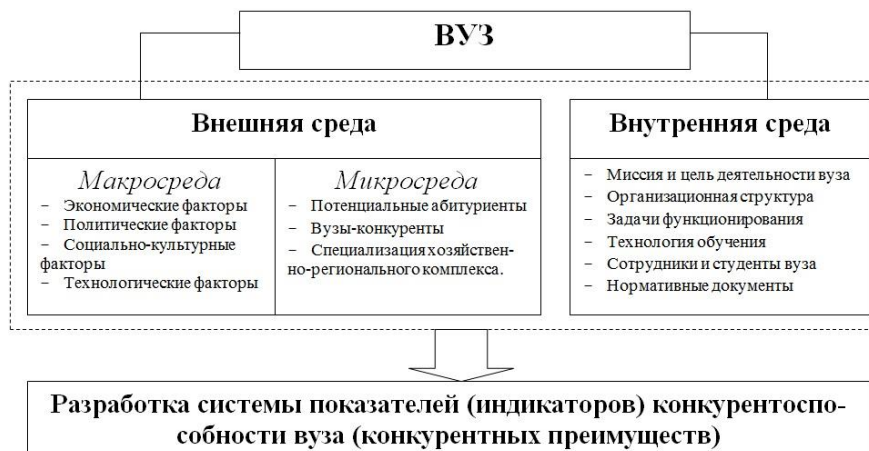 ВУЗ
Внешняя среда
Макросреда
– Экономические факторы
– Политические факторы
– Социально-культурные
факторы
– Технологические факторы
Микросреда
– Потенциальные абитуриенты
– Вузы-конкуренты
– Специализация хозяйствен-
но-регионального комплекса.
Внутренняя среда
– Миссия и цель деятельности вуза
– Организационная структура
– Задачи функционирования
– Технология обучения
– Сотрудники и студенты вуза
– Нормативные документы
Разработка системы показателей (индикаторов) конкурентоспо-
собности вуза (конкурентных преимуществ)